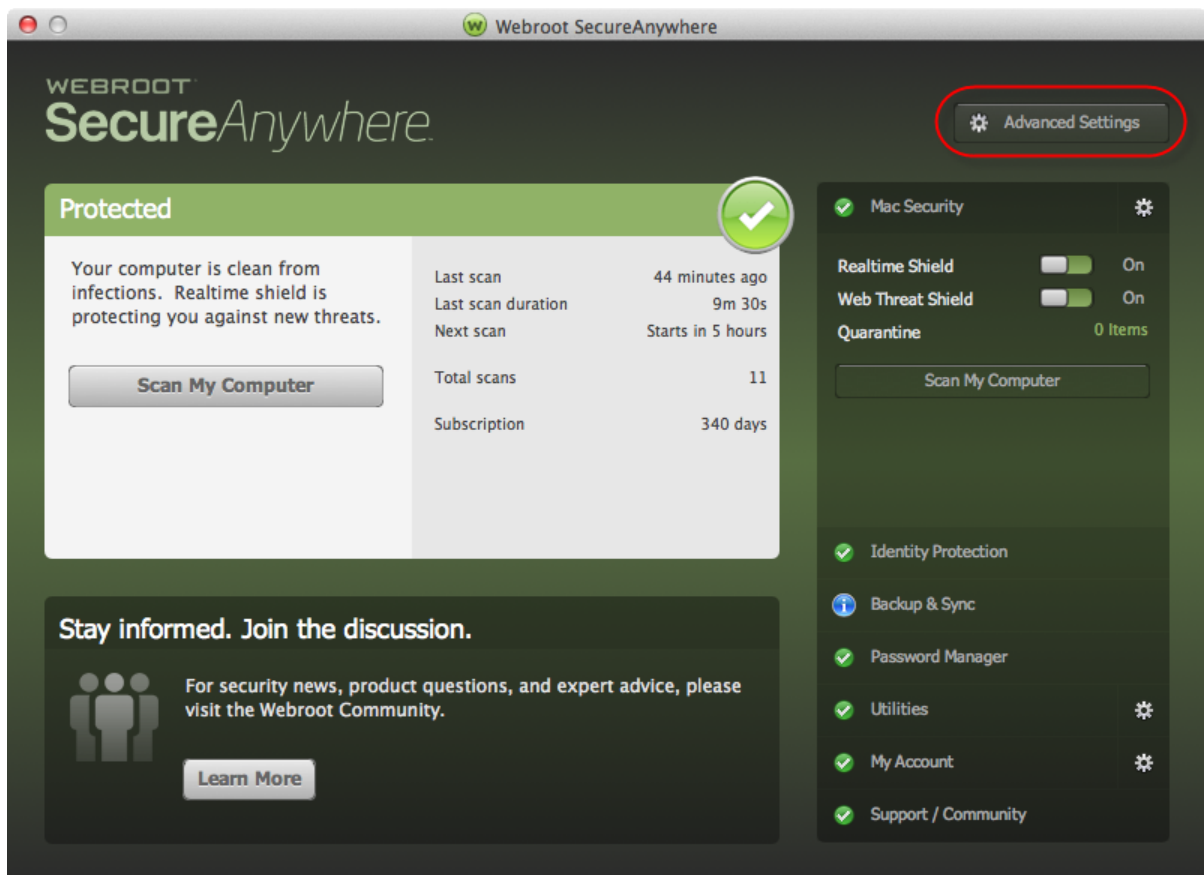 Webroot SecureAnywhere
WEBROOT™
SecureAnywhere™
Advanced Settings
Protected
Your computer is clean from
infections. Realtime shield is
protecting you against new threats.
Scan My Computer
Last scan 44 minutes ago
Last scan duration 9m 30s
Next scan Starts in 5 hours
Total scans 11
Subscription 340 days
Mac Security
Realtime Shield On
Web Threat Shield On
Quarantine 0 Items
Scan My Computer
Identity Protection
Backup & Sync
Password Manager
Utilities
My Account
Support / Community
Stay informed. Join the discussion.
For security news, product questions, and expert advice, please
visit the Webroot Community.
Learn More